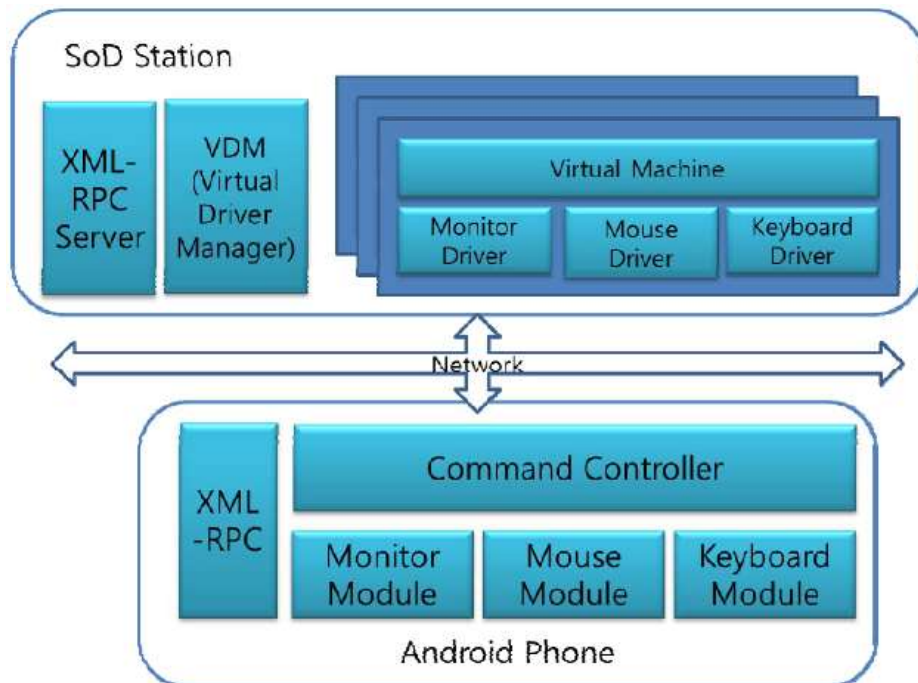 SoD Station
XML-
RPC
Server
VDM
(Virtual
Driver
Manager)
Virtual Machine
Monitor
Driver
Mouse
Driver
Keyboard
Driver
Network
XML
-RPC
Command Controller
Monitor
Module
Mouse
Module
Keyboard
Module
Android Phone